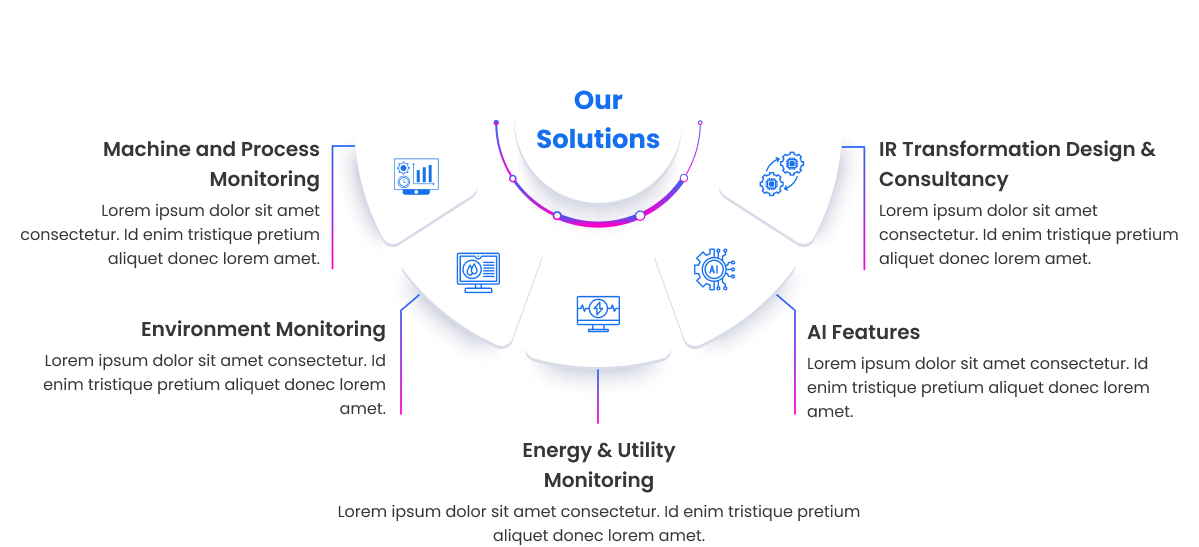 Our
Solutions
Machine and Process
Monitoring
Lorem ipsum dolor sit amet
consectetur. Id enim tristique pretium
aliquet donec lorem amet.
Environment Monitoring
Lorem ipsum dolor sit amet consectetur. Id
enim tristique pretium aliquet donec lorem
amet.
Energy & Utility
Monitoring
Lorem ipsum dolor sit amet consectetur. Id enim tristique pretium
aliquet donec lorem amet.
AI
AI Features
Lorem ipsum dolor sit amet consectetur. Id
enim tristique pretium aliquet donec lorem
amet.
IR Transformation Design &
Consultancy
Lorem ipsum dolor sit amet
consectetur. Id enim tristique pretium
aliquet donec lorem amet.